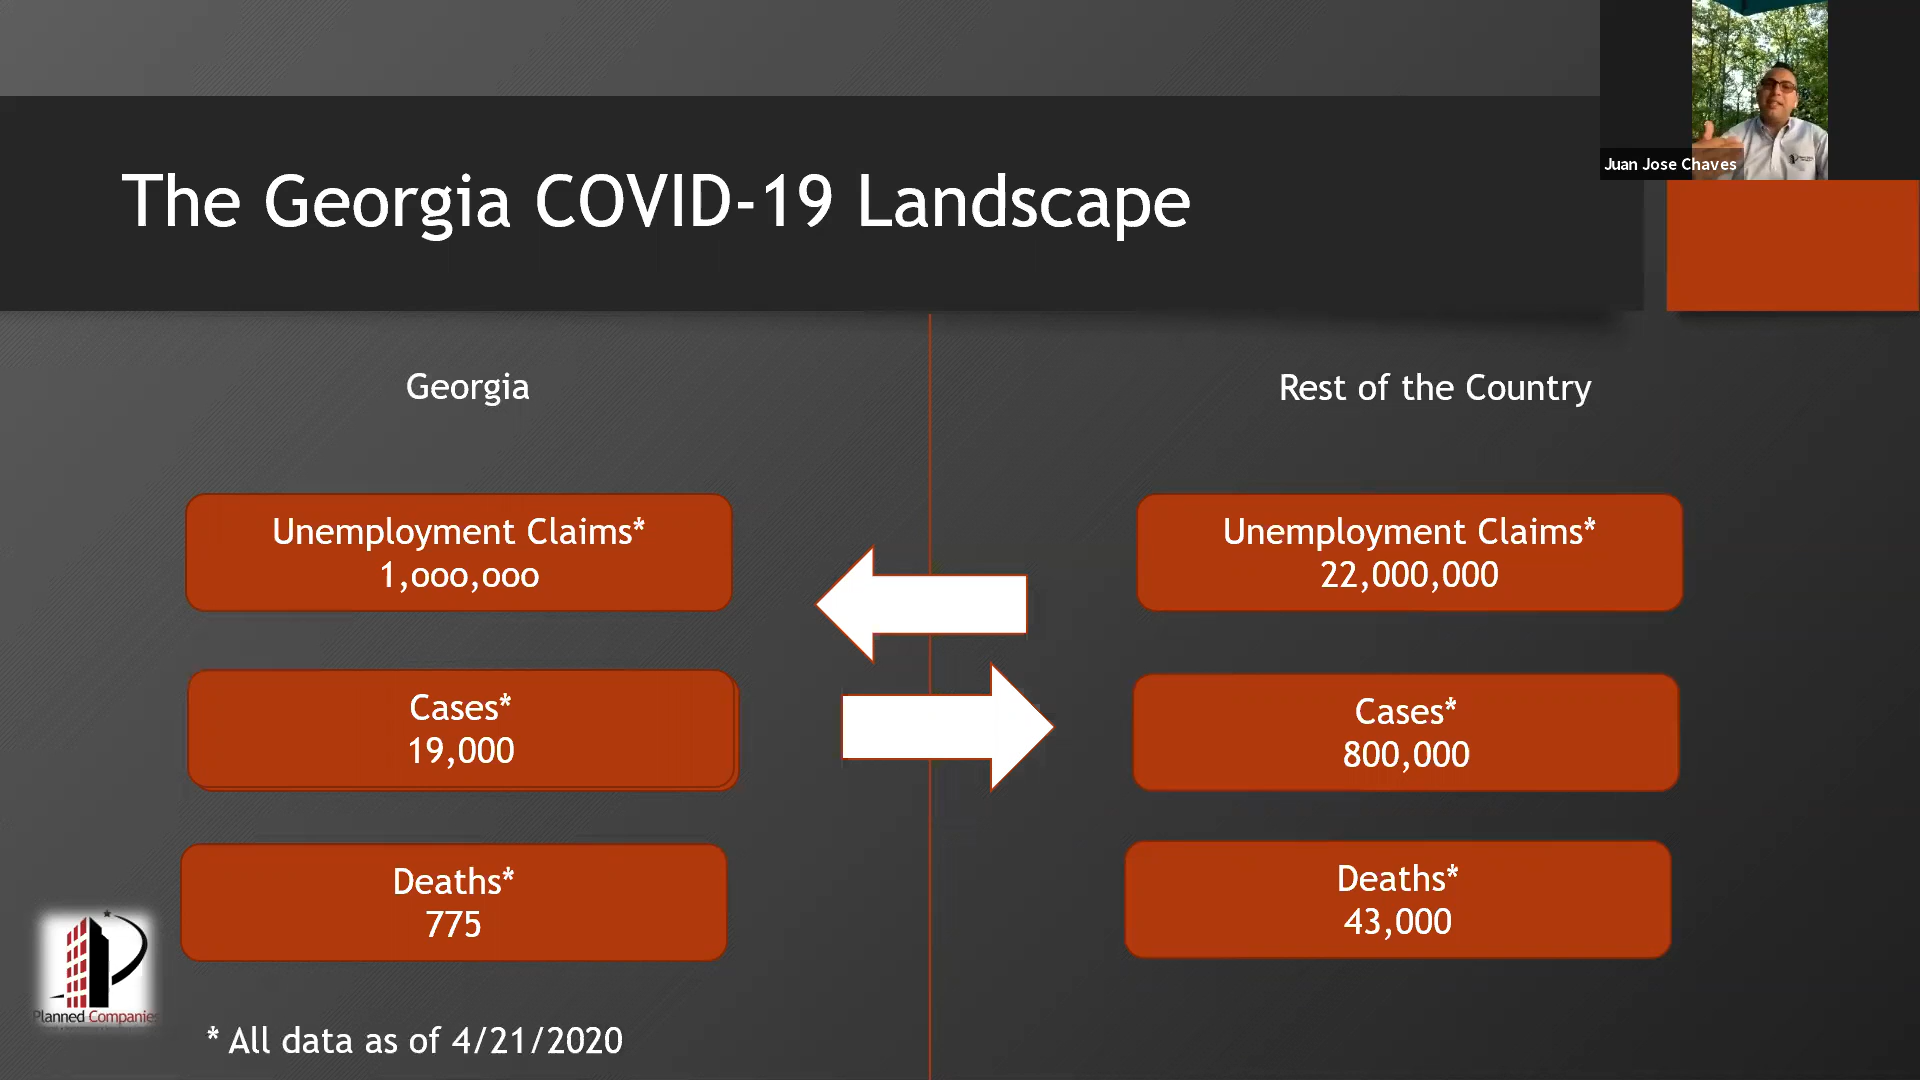 Juan Jose Chaves
The Georgia COVID-19 Landscape
Georgia
Unemployment Claims*
1,ooo,ooo
Cases*
19,000
Deaths*
775
Rest of the Country
Unemployment Claims*
22,000,000
Cases*
800,000
Deaths*
43,000
Planned Companies
* All data as of 4/21/2020